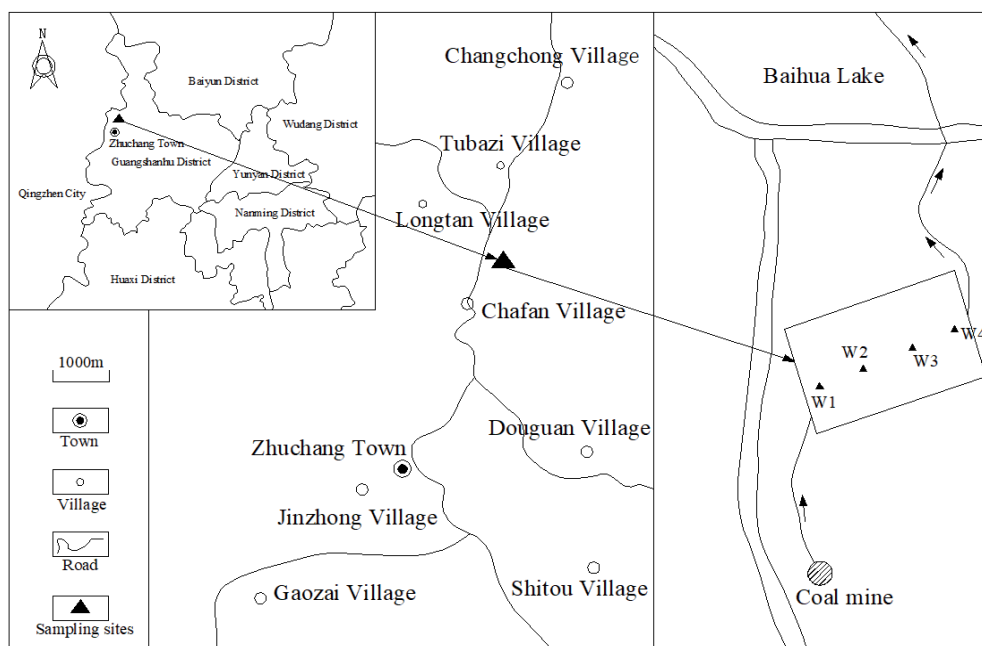 N
Baiyun District
Wudang District
Zhuchang Town
Guangshanhu District
Yunyan District
Qingzhen City
Nanming District
Huaxi District
1000m
Town
Village
Road
Sampling sites
Changchong Village
Tubazi Village
Longtan Village
Chafan Village
Douguan Village
Zhuchang Town
Jinzhong Village
Gaozai Village
Shitou Village
Baihua Lake
W4
W3
W2
W1
Coal mine